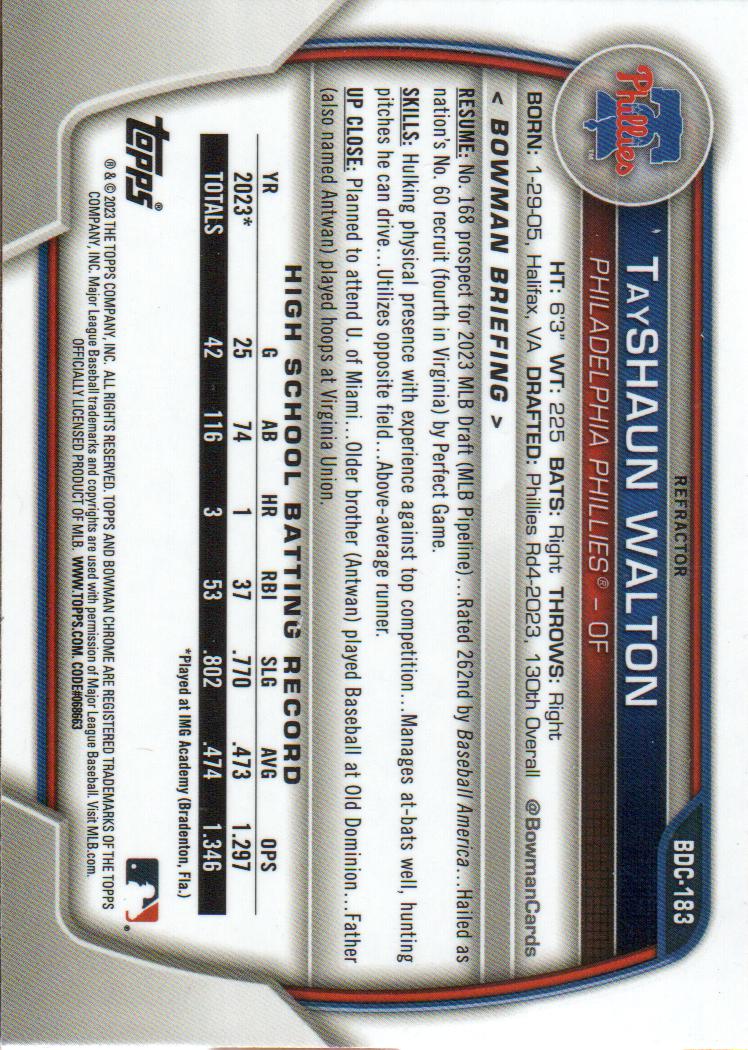 REFRACTOR
BDC-183
Phillies
TAYSHAUN WALTON
PHILADELPHIA PHILLIES® – OF
HT: 6'3" WT: 225 BATS: Right THROWS: Right
BORN: 1-29-05, Halifax, VA DRAFTED: Phillies Rd4-2023, 130th Overall @BowmanCards
< BOWMAN BRIEFING >
RESUME: No. 168 prospect for 2023 MLB Draft (MLB Pipeline)...Rated 262nd by Baseball America...Hailed as
nation's No. 60 recruit (fourth in Virginia) by Perfect Game.
SKILLS: Hulking physical presence with experience against top competition...Manages at-bats well, hunting
pitches he can drive...Utilizes opposite field...Above-average runner.
UP CLOSE: Planned to attend U. of Miami...Older brother (Antwan) played Baseball at Old Dominion...Father
(also named Antwan) played hoops at Virginia Union.
HIGH SCHOOL BATTING RECORD
YR G AB HR RBI SLG AVG OPS
2023* 25 74 1 37 .770 .473 1.297
TOTALS 42 116 3 53 .802 .474 1.346
*Played at IMG Academy (Bradenton, Fla.)
topps®
® & © 2023 THE TOPPS COMPANY, INC. ALL RIGHTS RESERVED. TOPPS AND BOWMAN CHROME ARE REGISTERED TRADEMARKS OF THE TOPPS
COMPANY, INC. Major League Baseball trademarks and copyrights are used with permission of Major League Baseball. Visit MLB.com.
OFFICIALLY LICENSED PRODUCT OF MLB. WWW.TOPPS.COM. CODE#068663